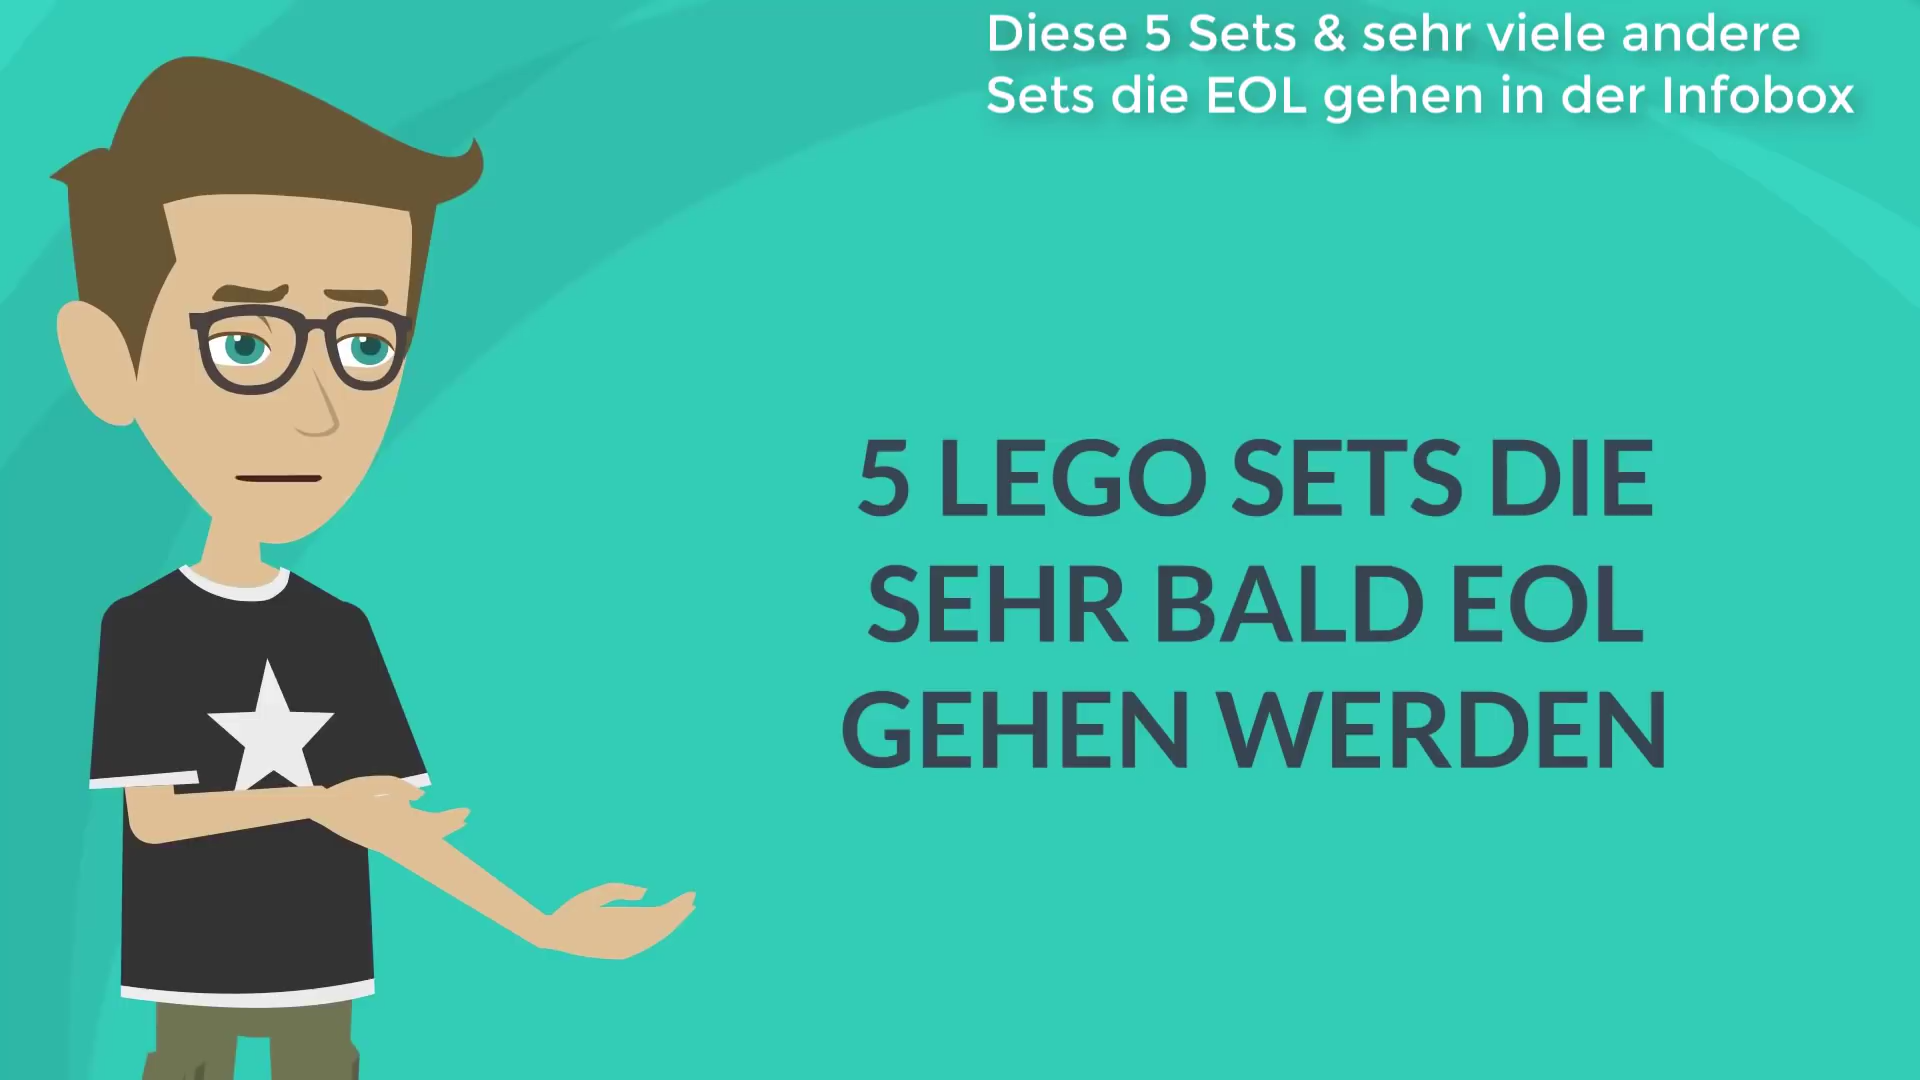 Diese 5 Sets & sehr viele andere
Sets die EOL gehen in der Infobox
5 LEGO SETS DIE
SEHR BALD EOL
GEHEN WERDEN